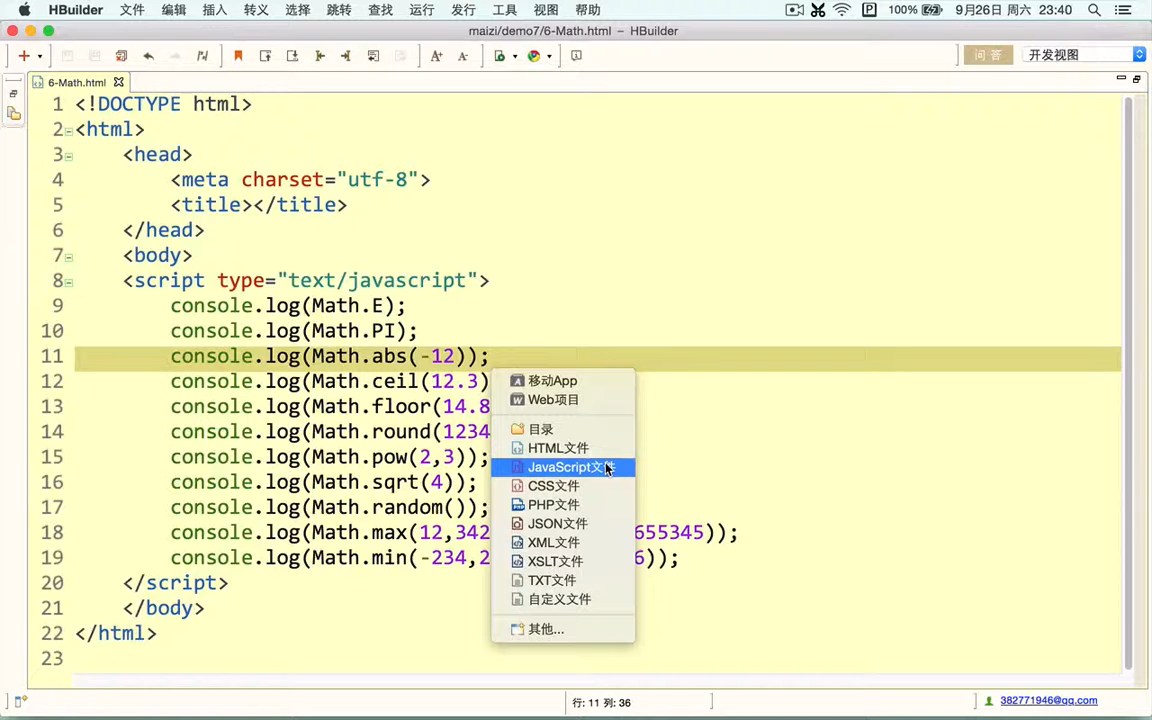 HBuilder 文件 编辑 插入 转义 选择 跳转 查找 运行 发行 工具 视图 帮助 100% 9月26日 周六 23:40
maizi/demo7/6-Math.html – HBuilder
问 答 开发视图
6-Math.html
1 <!DOCTYPE html>
2 <html>
3 <head>
4 <meta charset="utf-8">
5 <title></title>
6 </head>
7 <body>
8 <script type="text/javascript">
9 console.log(Math.E);
10 console.log(Math.PI);
11 console.log(Math.abs(-12));
12 console.log(Math.ceil(12.3)
13 console.log(Math.floor(14.8
14 console.log(Math.round(1234
15 console.log(Math.pow(2,3));
16 console.log(Math.sqrt(4));
17 console.log(Math.random());
18 console.log(Math.max(12,342 655345));
19 console.log(Math.min(-234,2 6));
20 </script>
21 </body>
22 </html>
23
移动App
Web项目
目录
HTML文件
JavaScript文件
CSS文件
PHP文件
JSON文件
XML文件
XSLT文件
TXT文件
自定义文件
其他...
行: 11 列: 36
382771946@qq.com